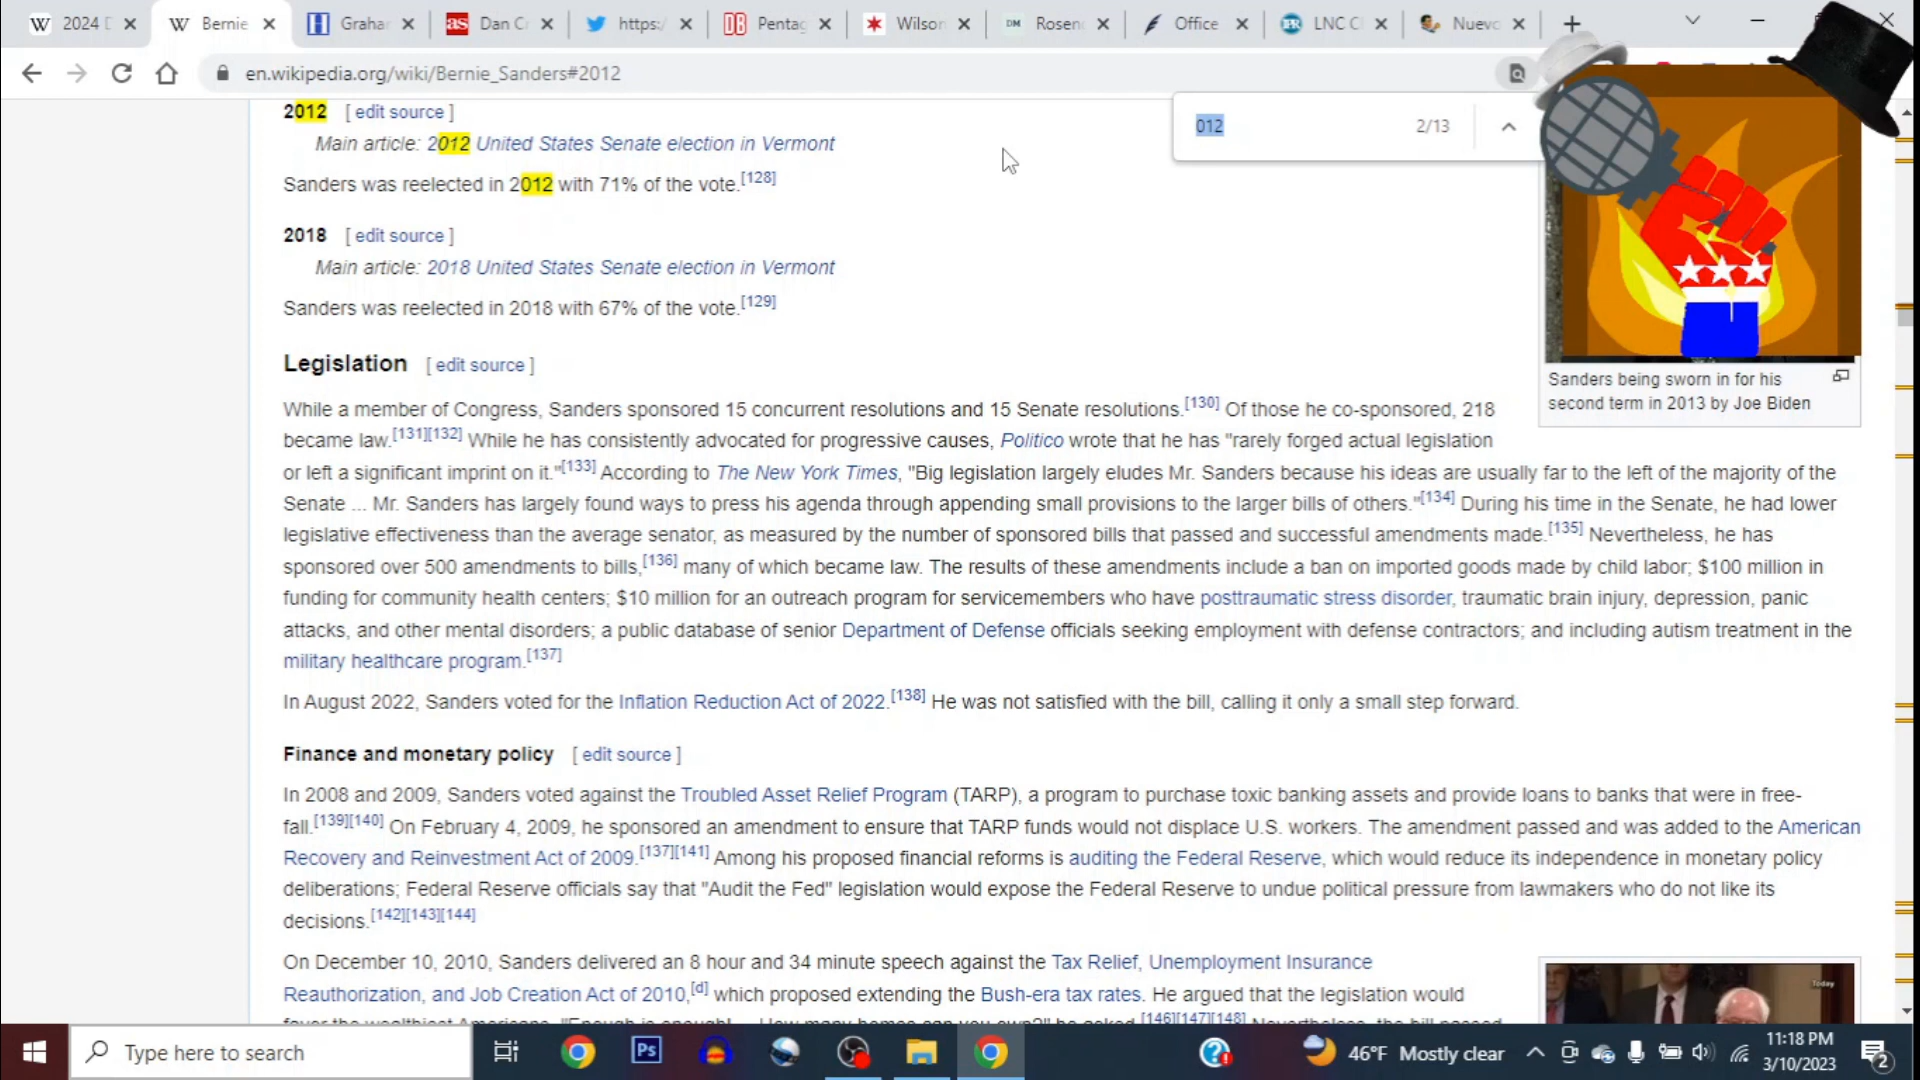 2024 D
Bernie
Grahar
Dan C
https:/
Pentag
Wilson
Rosen
Office
LNC C
Nuevo
en.wikipedia.org/wiki/Bernie_Sanders#2012
012 2/13
2012 [ edit source ]
Main article: 2012 United States Senate election in Vermont
Sanders was reelected in 2012 with 71% of the vote.[128]
2018 [ edit source ]
Main article: 2018 United States Senate election in Vermont
Sanders was reelected in 2018 with 67% of the vote.[129]
Sanders being sworn in for his
second term in 2013 by Joe Biden
Legislation [ edit source ]
While a member of Congress, Sanders sponsored 15 concurrent resolutions and 15 Senate resolutions.[130] Of those he co-sponsored, 218
became law.[131][132] While he has consistently advocated for progressive causes, Politico wrote that he has "rarely forged actual legislation
or left a significant imprint on it."[133] According to The New York Times, "Big legislation largely eludes Mr. Sanders because his ideas are usually far to the left of the majority of the
Senate ... Mr. Sanders has largely found ways to press his agenda through appending small provisions to the larger bills of others."[134] During his time in the Senate, he had lower
legislative effectiveness than the average senator, as measured by the number of sponsored bills that passed and successful amendments made.[135] Nevertheless, he has
sponsored over 500 amendments to bills,[136] many of which became law. The results of these amendments include a ban on imported goods made by child labor; $100 million in
funding for community health centers; $10 million for an outreach program for servicemembers who have posttraumatic stress disorder, traumatic brain injury, depression, panic
attacks, and other mental disorders; a public database of senior Department of Defense officials seeking employment with defense contractors; and including autism treatment in the
military healthcare program.[137]
In August 2022, Sanders voted for the Inflation Reduction Act of 2022.[138] He was not satisfied with the bill, calling it only a small step forward.
Finance and monetary policy [ edit source ]
In 2008 and 2009, Sanders voted against the Troubled Asset Relief Program (TARP), a program to purchase toxic banking assets and provide loans to banks that were in free-
fall.[139][140] On February 4, 2009, he sponsored an amendment to ensure that TARP funds would not displace U.S. workers. The amendment passed and was added to the American
Recovery and Reinvestment Act of 2009.[137][141] Among his proposed financial reforms is auditing the Federal Reserve, which would reduce its independence in monetary policy
deliberations; Federal Reserve officials say that "Audit the Fed" legislation would expose the Federal Reserve to undue political pressure from lawmakers who do not like its
decisions.[142][143][144]
On December 10, 2010, Sanders delivered an 8 hour and 34 minute speech against the Tax Relief, Unemployment Insurance
Reauthorization, and Job Creation Act of 2010,[d] which proposed extending the Bush-era tax rates. He argued that the legislation would
Today
Type here to search
Ps
46°F Mostly clear
11:18 PM
3/10/2023
2